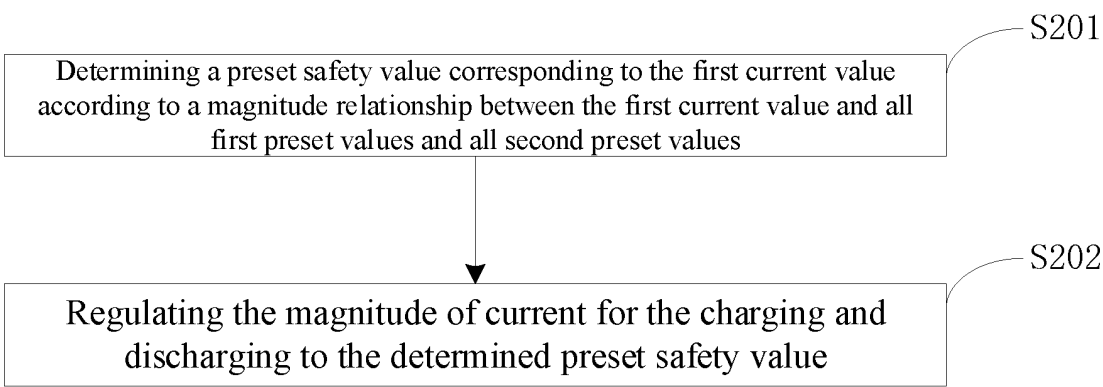 S201
Determining a preset safety value corresponding to the first current value
according to a magnitude relationship between the first current value and all
first preset values and all second preset values
S202
Regulating the magnitude of current for the charging and
discharging to the determined preset safety value